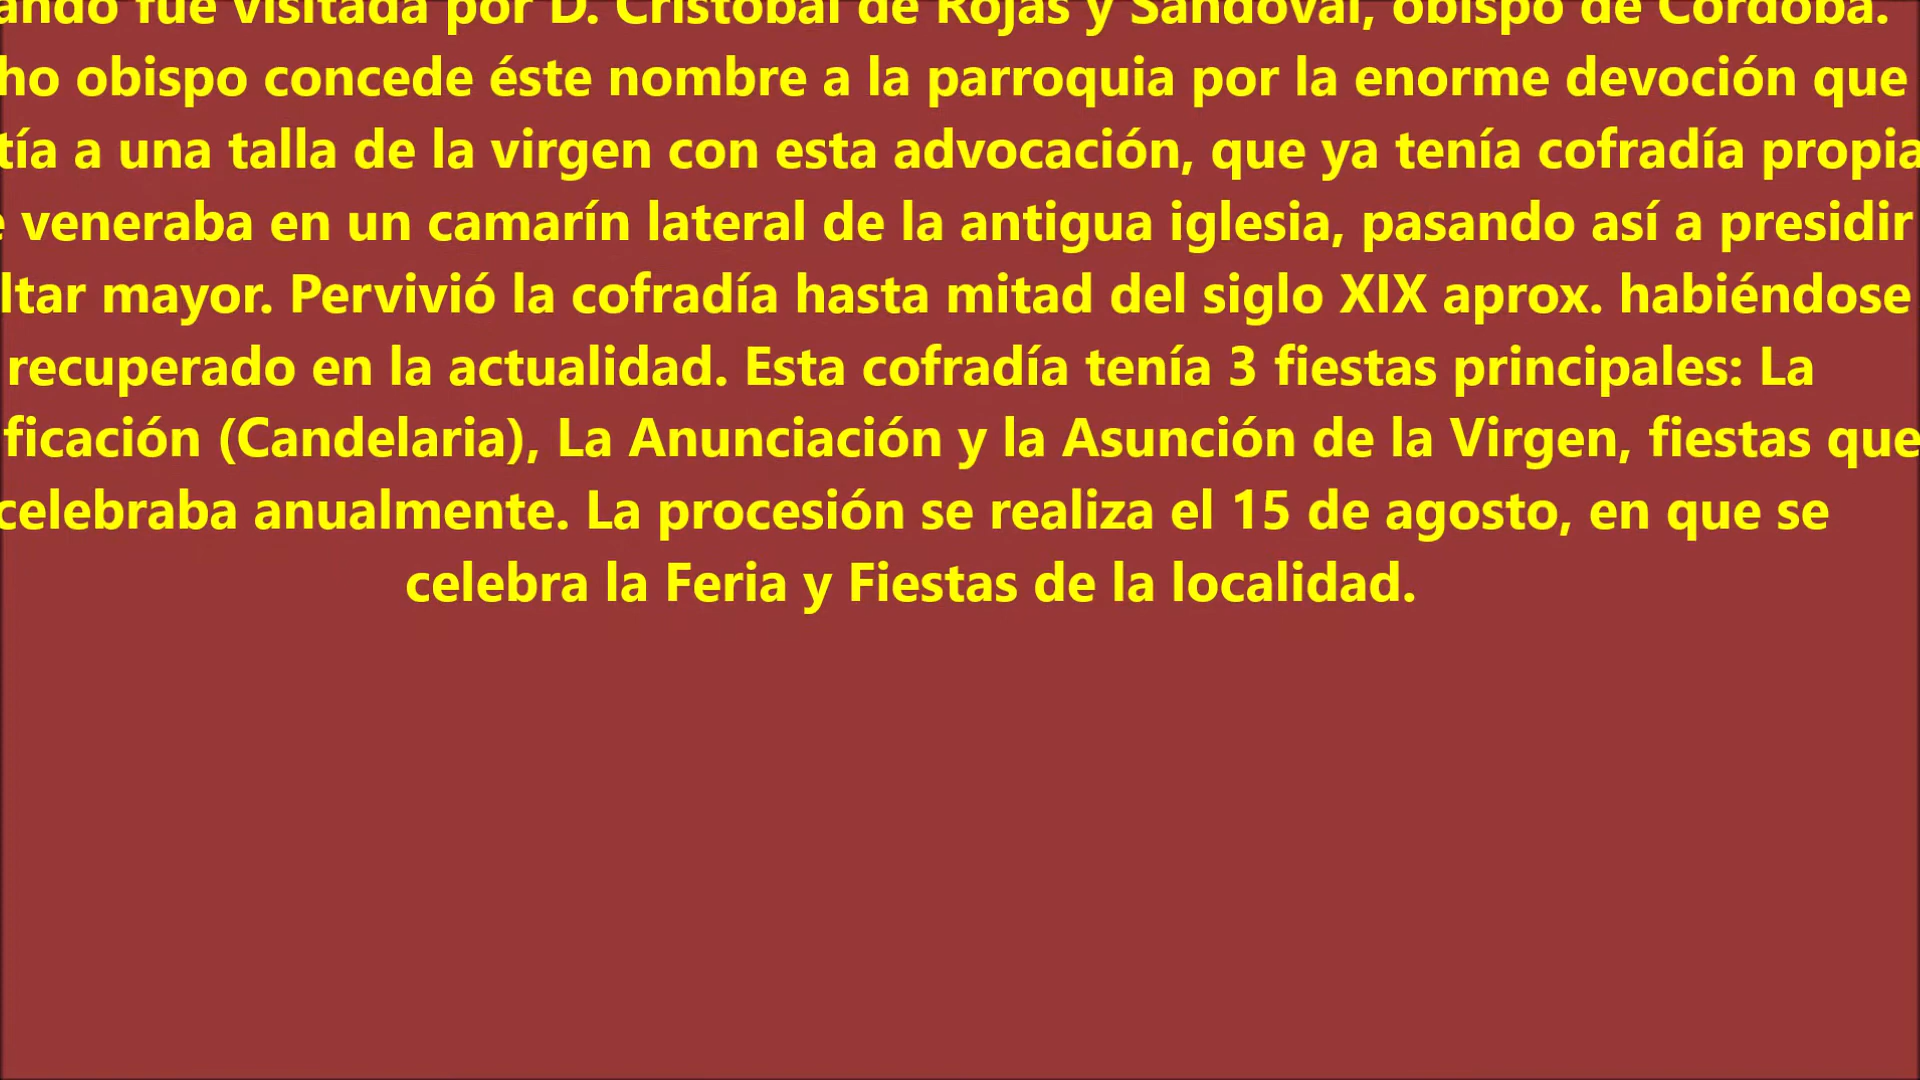 ando fue visitada por D. Cristóbal de Rojas y Sandoval, obispo de Córdoba.
ho obispo concede éste nombre a la parroquia por la enorme devoción que
tía a una talla de la virgen con esta advocación, que ya tenía cofradía propia
e veneraba en un camarín lateral de la antigua iglesia, pasando así a presidir
ltar mayor. Pervivió la cofradía hasta mitad del siglo XIX aprox. habiéndose
recuperado en la actualidad. Esta cofradía tenía 3 fiestas principales: La
ficación (Candelaria), La Anunciación y la Asunción de la Virgen, fiestas que
celebraba anualmente. La procesión se realiza el 15 de agosto, en que se
celebra la Feria y Fiestas de la localidad.